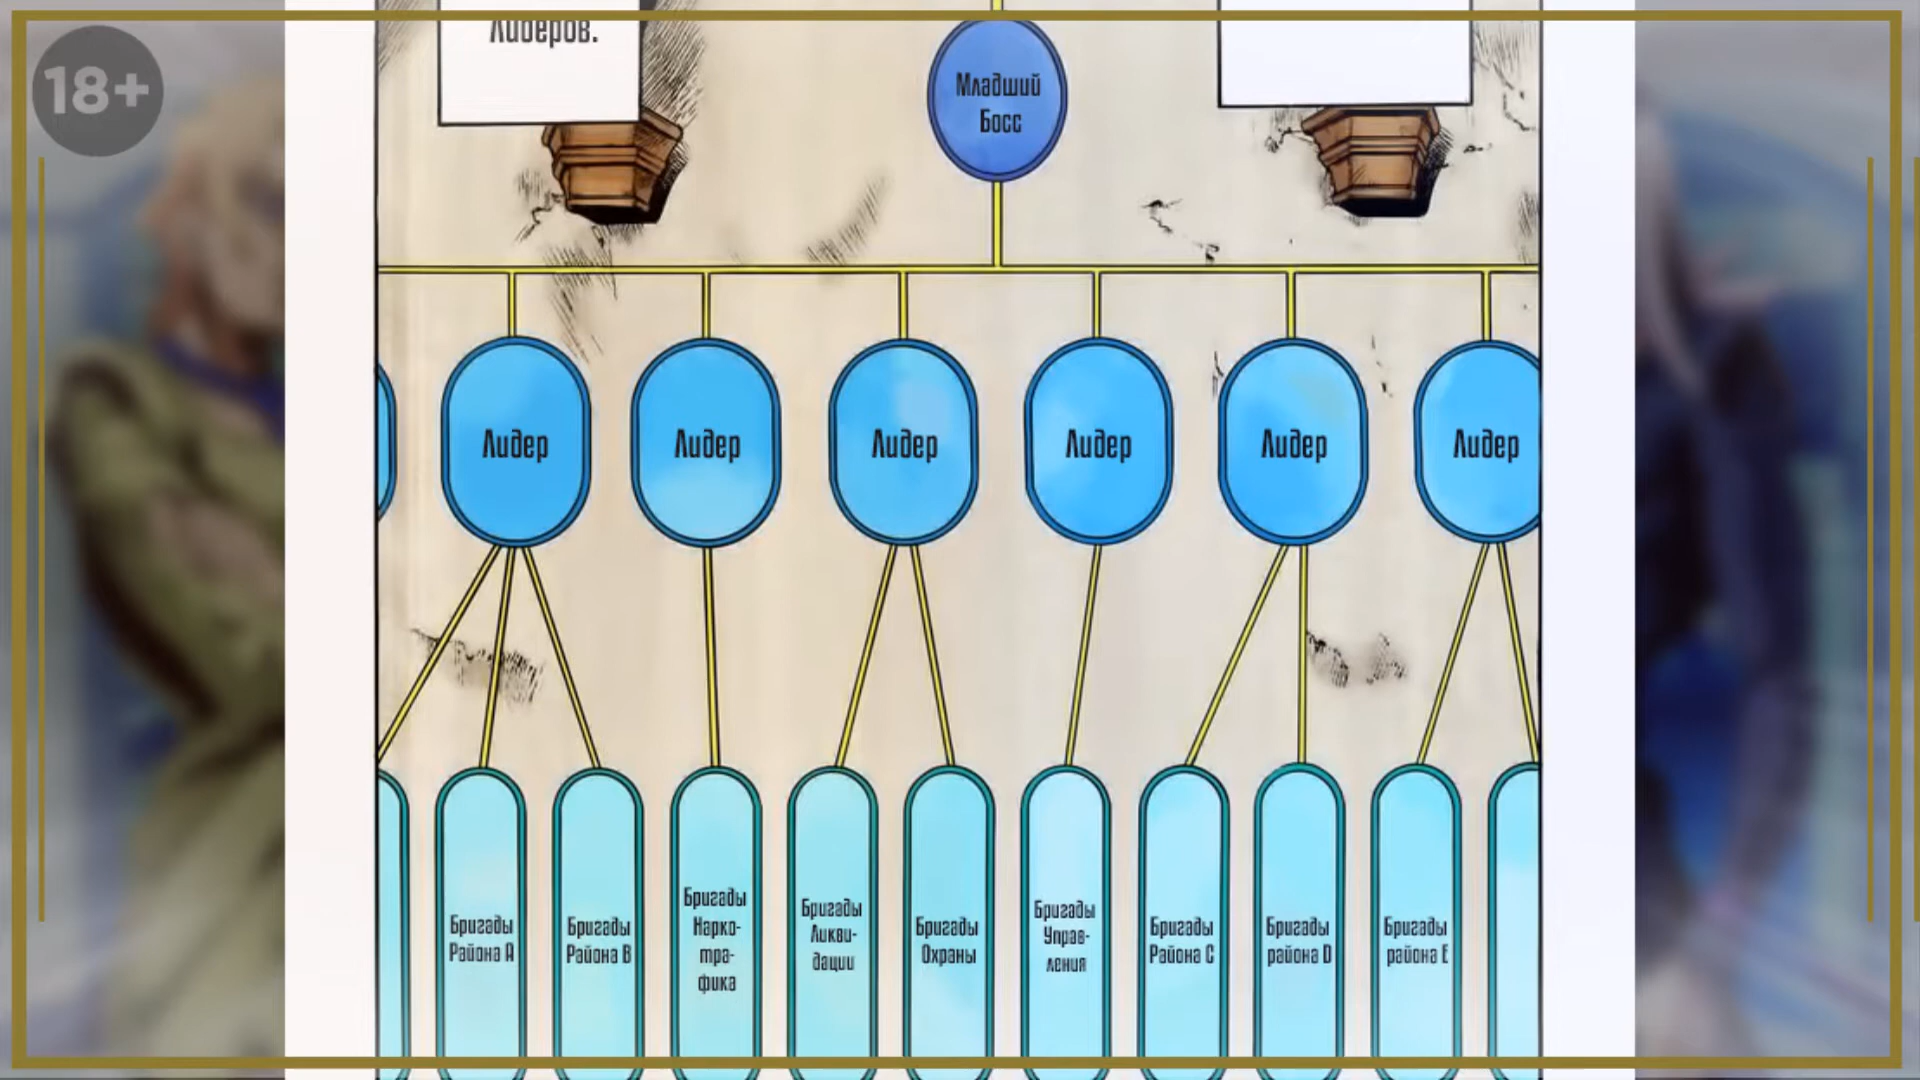 18+
Лидеров.
Младший
Босс
Лидер
Лидер
Лидер
Лидер
Лидер
Лидер
Бригады
Района A
Бригады
Района B
Бригады
Нарко-
тра-
фика
Бригады
Ликви-
дации
Бригады
Охраны
Бригады
Управ-
ления
Бригады
Района C
Бригады
района D
Бригады
района E